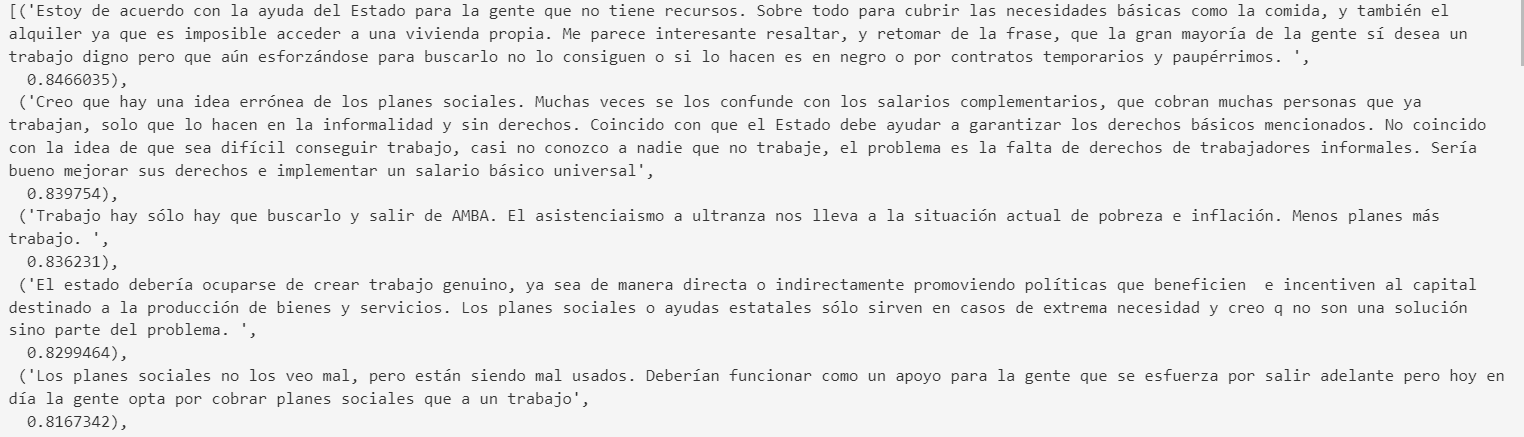 [('Estoy de acuerdo con la ayuda del Estado para la gente que no tiene recursos. Sobre todo para cubrir las necesidades básicas como la comida, y también el
alquiler ya que es imposible acceder a una vivienda propia. Me parece interesante resaltar, y retomar de la frase, que la gran mayoría de la gente sí desea un
trabajo digno pero que aún esforzándose para buscarlo no lo consiguen o si lo hacen es en negro o por contratos temporarios y paupérrimos. ',
0.8466035),
('Creo que hay una idea errónea de los planes sociales. Muchas veces se los confunde con los salarios complementarios, que cobran muchas personas que ya
trabajan, solo que lo hacen en la informalidad y sin derechos. Coincido con que el Estado debe ayudar a garantizar los derechos básicos mencionados. No coincido
con la idea de que sea difícil conseguir trabajo, casi no conozco a nadie que no trabaje, el problema es la falta de derechos de trabajadores informales. Sería
bueno mejorar sus derechos e implementar un salario básico universal',
0.839754),
('Trabajo hay sólo hay que buscarlo y salir de AMBA. El asistenciaismo a ultranza nos lleva a la situación actual de pobreza e inflación. Menos planes más
trabajo. ',
0.836231),
('El estado debería ocuparse de crear trabajo genuino, ya sea de manera directa o indirectamente promoviendo políticas que beneficien  e incentiven al capital
destinado a la producción de bienes y servicios. Los planes sociales o ayudas estatales sólo sirven en casos de extrema necesidad y creo q no son una solución
sino parte del problema. ',
0.8299464),
('Los planes sociales no los veo mal, pero están siendo mal usados. Deberían funcionar como un apoyo para la gente que se esfuerza por salir adelante pero hoy en
día la gente opta por cobrar planes sociales que a un trabajo',
0.8167342),